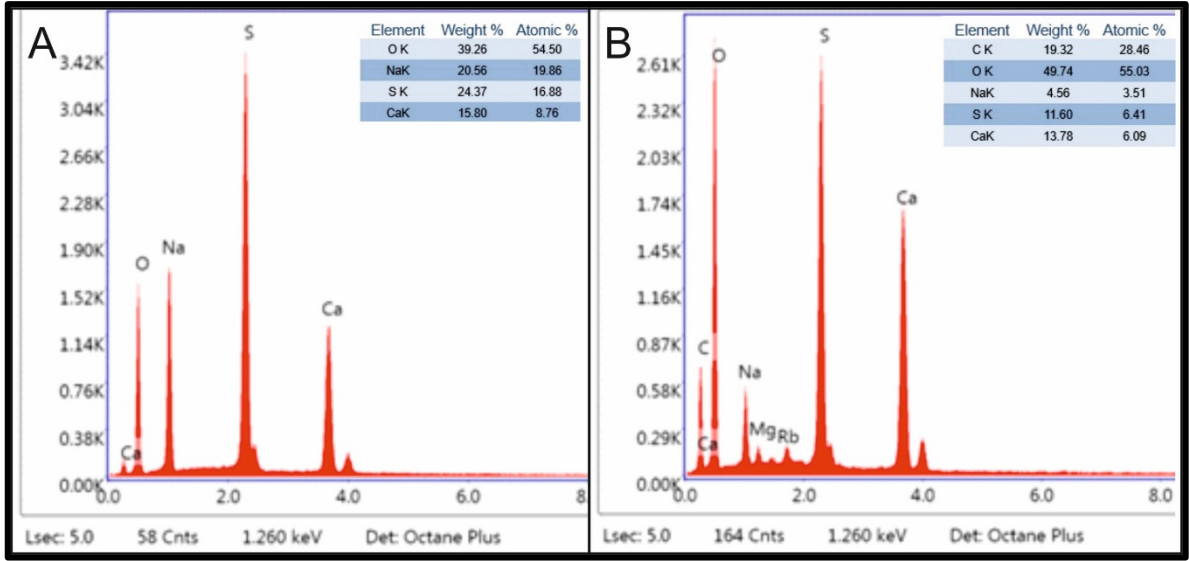 A
Element Weight % Atomic %
O K 39.26 54.50
NaK 20.56 19.86
S K 24.37 16.88
CaK 15.80 8.76
S
3.42K
3.04K
2.66K
2.28K
1.90K
1.52K
1.14K
0.76K
0.38K
0.00K
Na
O
Ca
Ca
0.0 2.0 4.0 6.0 8.
Lsec: 5.0 58 Cnts 1.260 keV Det: Octane Plus
B
Element Weight % Atomic %
C K 19.32 28.46
O K 49.74 55.03
NaK 4.56 3.51
S K 11.60 6.41
CaK 13.78 6.09
S
O
2.61K
2.32K
2.03K
1.74K
1.45K
1.16K
0.87K
0.58K
0.29K
0.00K
Ca
C
Na
Mg Rb
Ca
0.0 2.0 4.0 6.0 8.0
Lsec: 5.0 164 Cnts 1.260 keV Det: Octane Plus